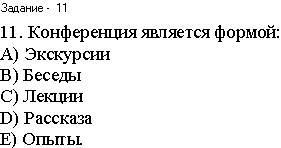 Задание - 11
11. Конференция является формой:
A) Экскурсии
B) Беседы
C) Лекции
D) Рассказа
E) Опыты.